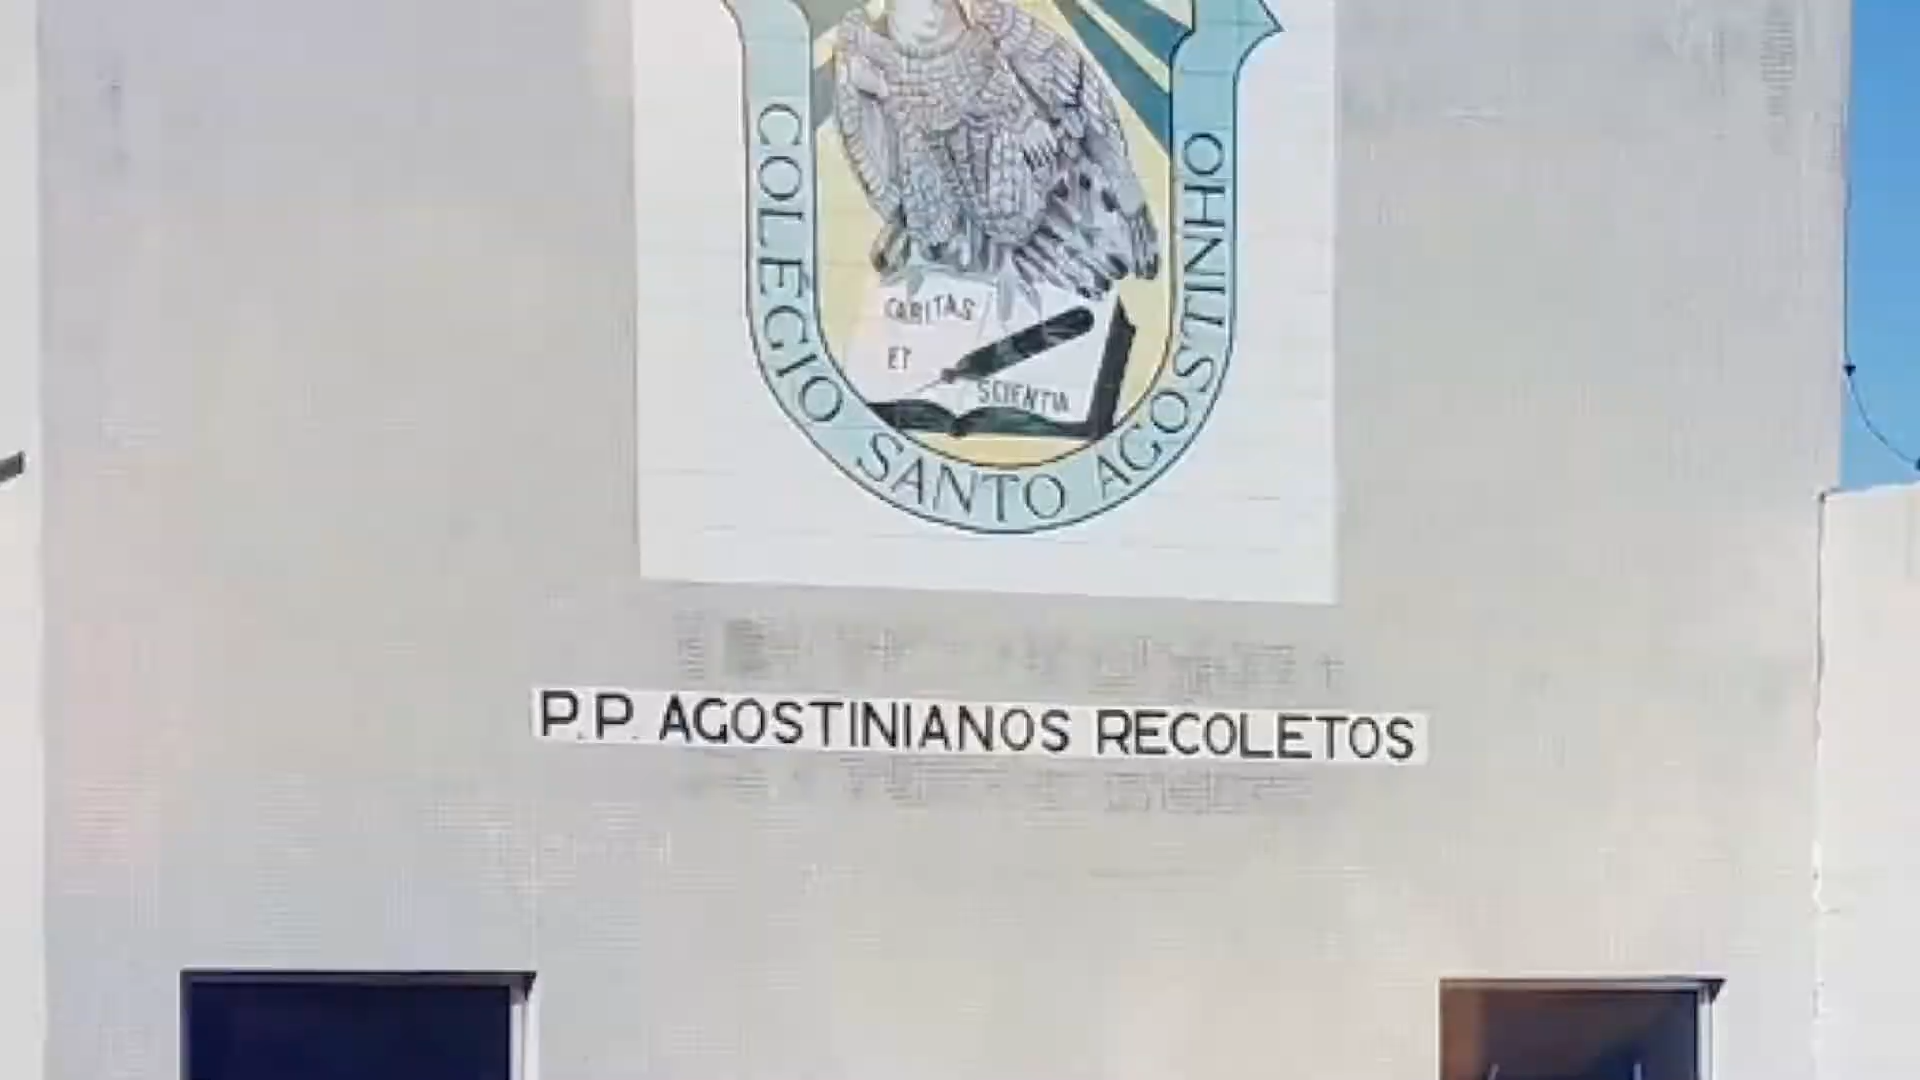 COLÉGIO SANTO AGOSTINHO
CARITAS
ET
SCIENTIA
P.P. AGOSTINIANOS RECOLETOS